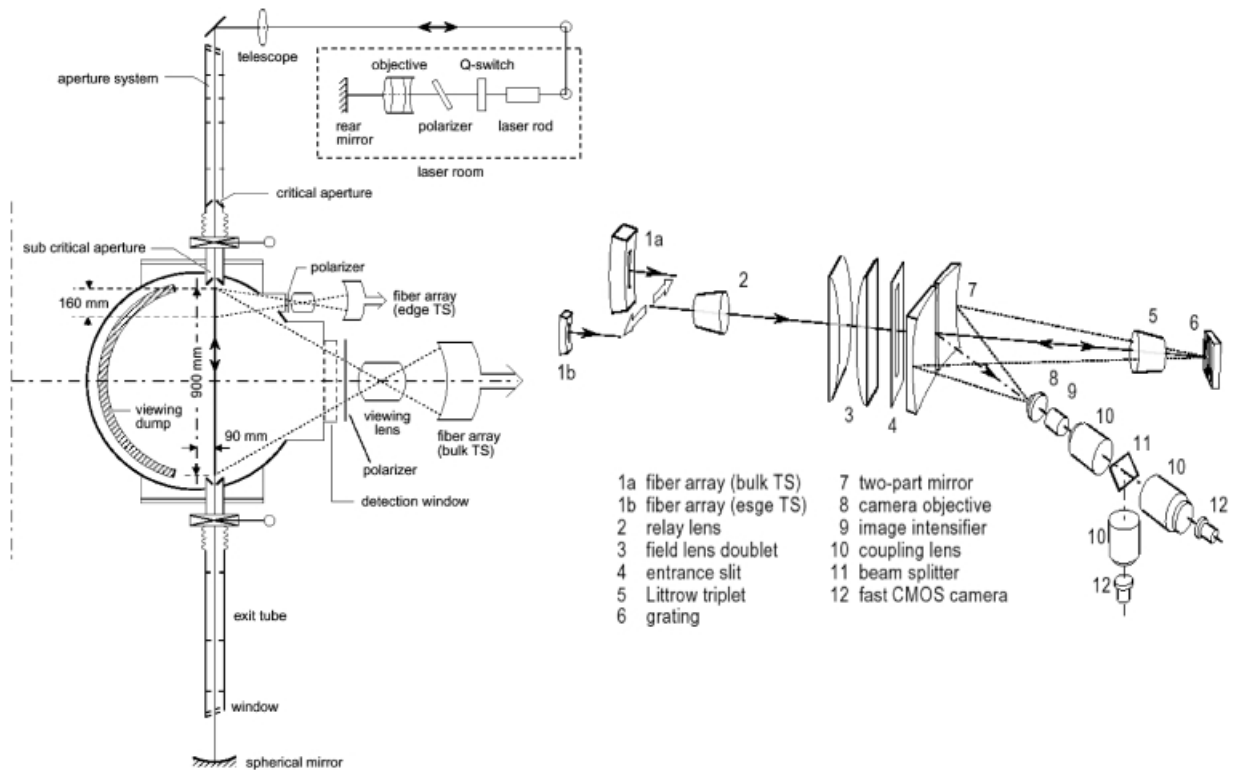 telescope
aperture system
objective
Q-switch
rear
mirror
polarizer
laser rod
laser room
critical aperture
sub critical aperture
polarizer
160 mm
fiber array
(edge TS)
900 mm
viewing
dump
90 mm
viewing
lens
fiber array
(bulk TS)
polarizer
detection window
exit tube
window
spherical mirror
1a
1b
2
3
4
7
5
6
8
9
10
11
10
12
10
12
1a fiber array (bulk TS)
1b fiber array (esge TS)
2 relay lens
3 field lens doublet
4 entrance slit
5 Littrow triplet
6 grating
7 two-part mirror
8 camera objective
9 image intensifier
10 coupling lens
11 beam splitter
12 fast CMOS camera